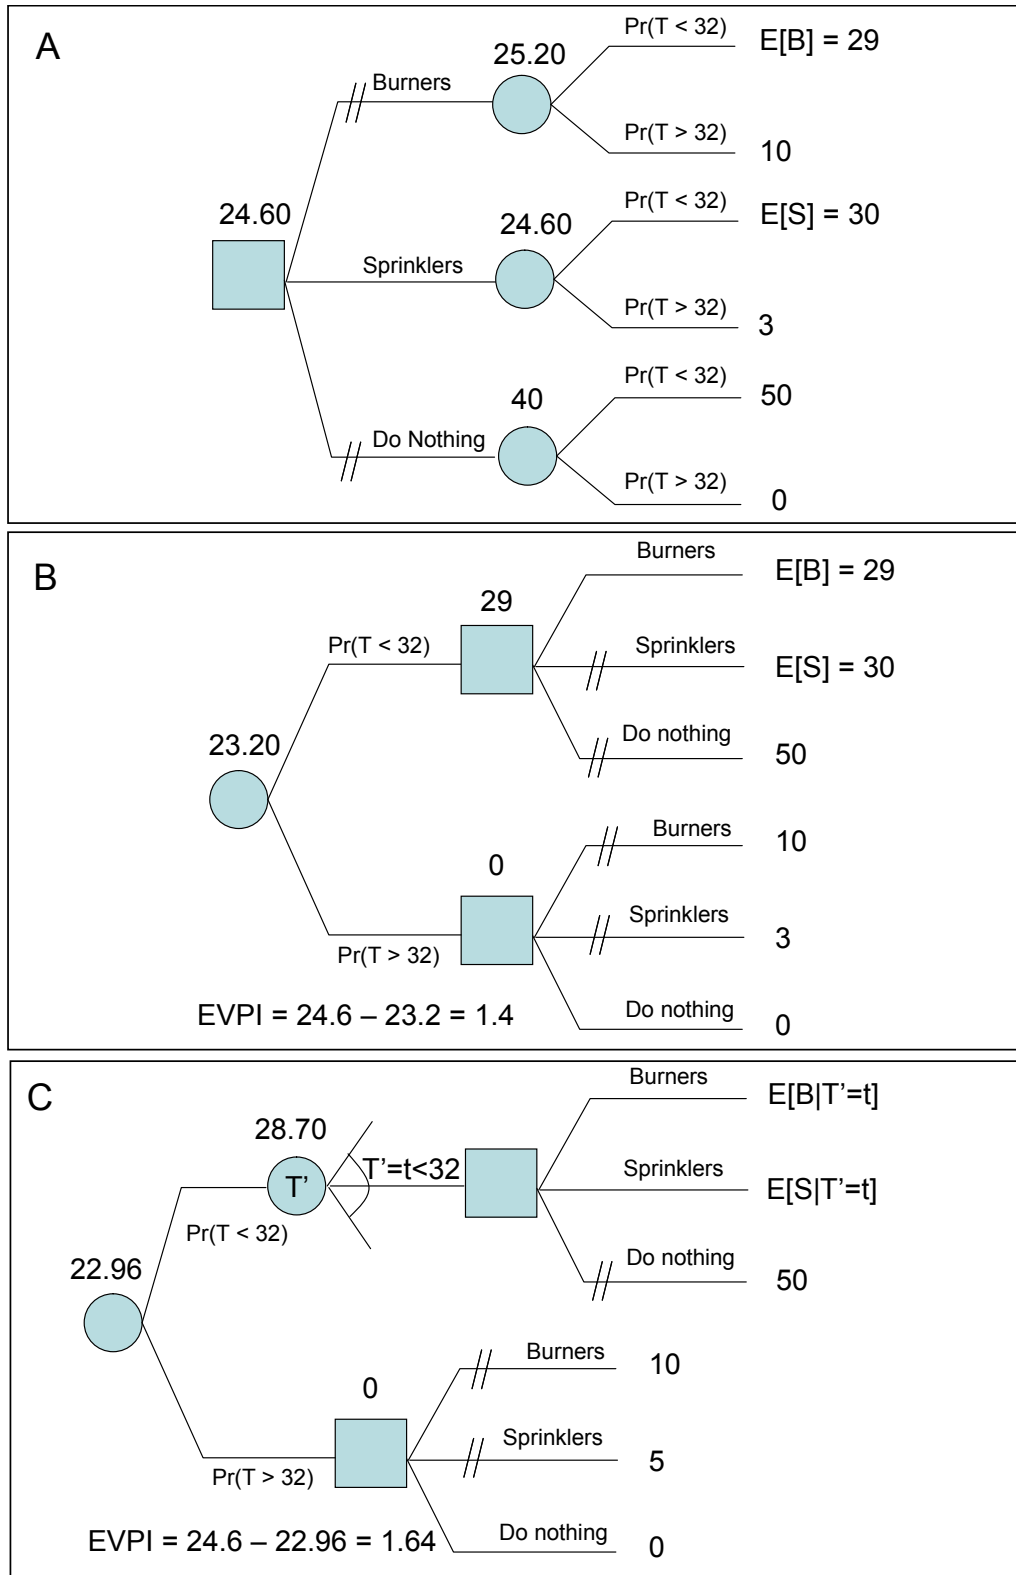 A
Pr(T < 32)
E[B] = 29
25.20
Burners
Pr(T > 32)
10
Pr(T < 32)
E[S] = 30
24.60
24.60
Sprinklers
Pr(T > 32)
3
Pr(T < 32)
50
40
Do Nothing
Pr(T > 32)
0
B
Burners
E[B] = 29
29
Pr(T < 32)
Sprinklers
E[S] = 30
Do nothing
50
23.20
Burners
10
0
Sprinklers
3
Pr(T > 32)
Do nothing
0
EVPI = 24.6 – 23.2 = 1.4
C
Burners
E[B|T’=t]
28.70
T’
T’=t<32
Sprinklers
E[S|T’=t]
Pr(T < 32)
Do nothing
50
22.96
Burners
10
0
Sprinklers
5
Pr(T > 32)
Do nothing
0
EVPI = 24.6 – 22.96 = 1.64